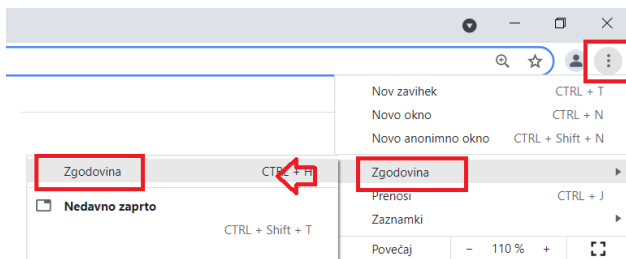 Nov zavihek CTRL + T
Novo okno CTRL + N
Novo anonimno okno CTRL + Shift + N
Zgodovina
Zgodovina CTRL + H
Prenosi CTRL + J
Nedavno zaprto
Zaznamki
CTRL + Shift + T
Povečaj - 110 % +